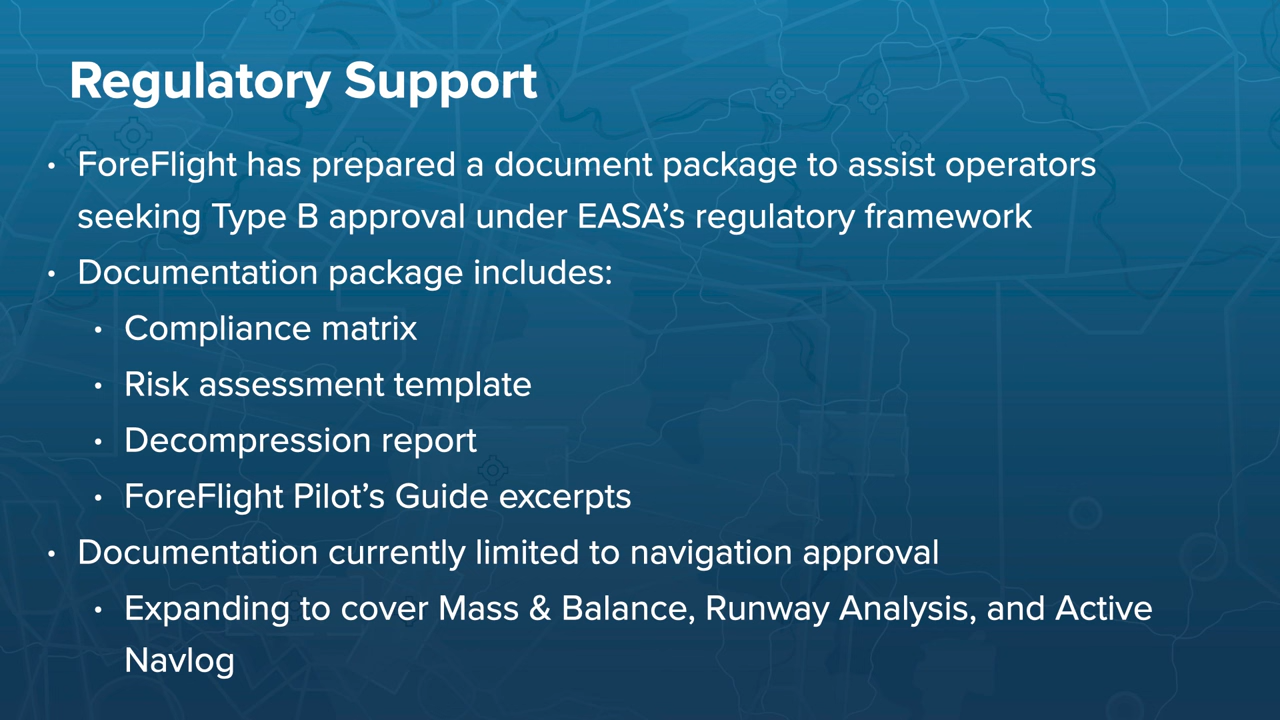 Regulatory Support
• ForeFlight has prepared a document package to assist operators
seeking Type B approval under EASA’s regulatory framework
• Documentation package includes:
• Compliance matrix
• Risk assessment template
• Decompression report
• ForeFlight Pilot’s Guide excerpts
• Documentation currently limited to navigation approval
• Expanding to cover Mass & Balance, Runway Analysis, and Active
Navlog